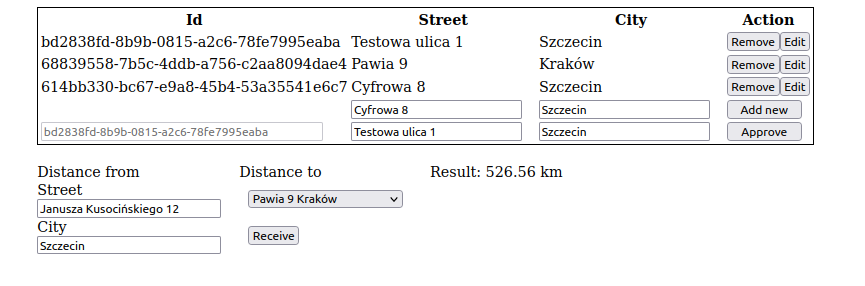 Id Street City Action
bd2838fd-8b9b-0815-a2c6-78fe7995eaba Testowa ulica 1 Szczecin Remove Edit
68839558-7b5c-4ddb-a756-c2aa8094dae4 Pawia 9 Kraków Remove Edit
614bb330-bc67-e9a8-45b4-53a35541e6c7 Cyfrowa 8 Szczecin Remove Edit
Cyfrowa 8 Szczecin Add new
bd2838fd-8b9b-0815-a2c6-78fe7995eaba Testowa ulica 1 Szczecin Approve
Distance from Distance to Result: 526.56 km
Street
Janusza Kusocińskiego 12 Pawia 9 Kraków
City
Szczecin Receive